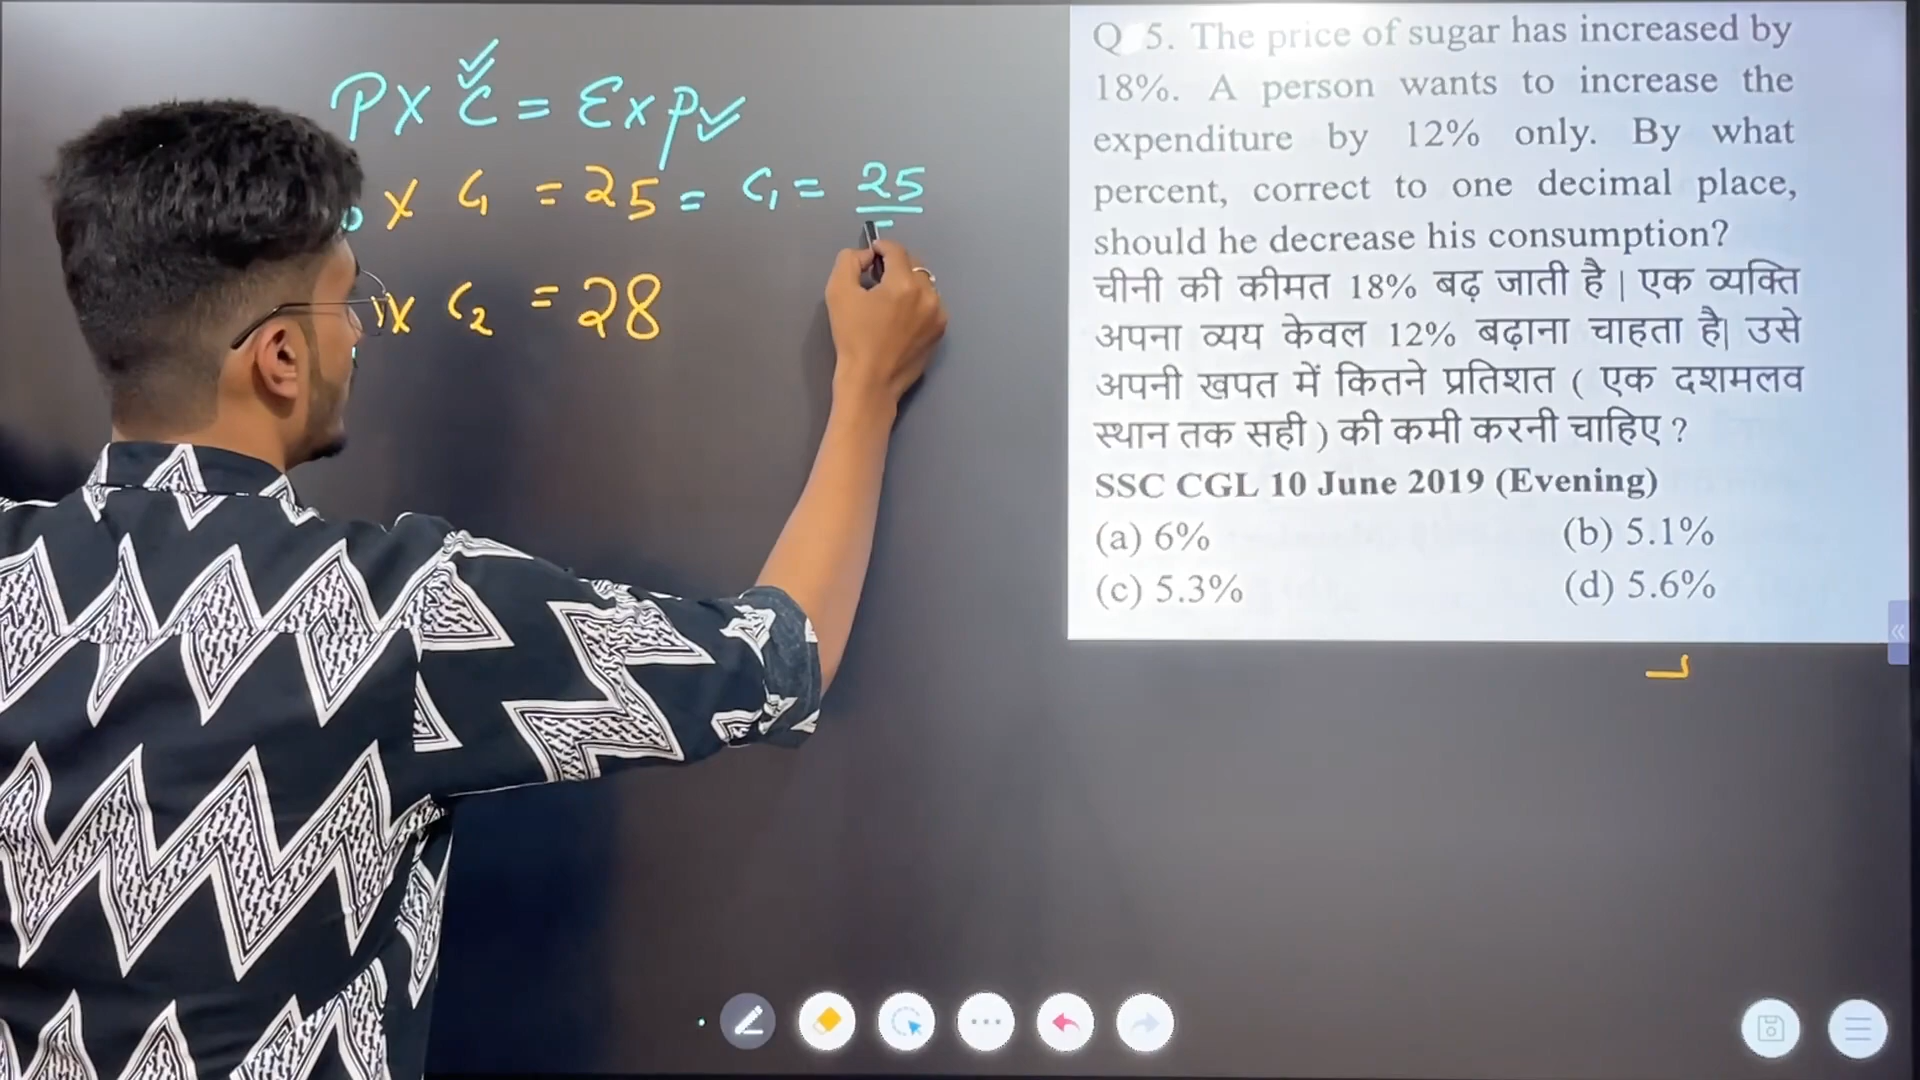 P X C = Exp
X C₁ = 25 = C₁ = 25
X C₂ = 28
Q 5. The price of sugar has increased by
18%. A person wants to increase the
expenditure by 12% only. By what
percent, correct to one decimal place,
should he decrease his consumption?
चीनी की कीमत 18% बढ़ जाती है | एक व्यक्ति
अपना व्यय केवल 12% बढ़ाना चाहता है| उसे
अपनी खपत में कितने प्रतिशत ( एक दशमलव
स्थान तक सही ) की कमी करनी चाहिए ?
SSC CGL 10 June 2019 (Evening)
(a) 6% (b) 5.1%
(c) 5.3% (d) 5.6%